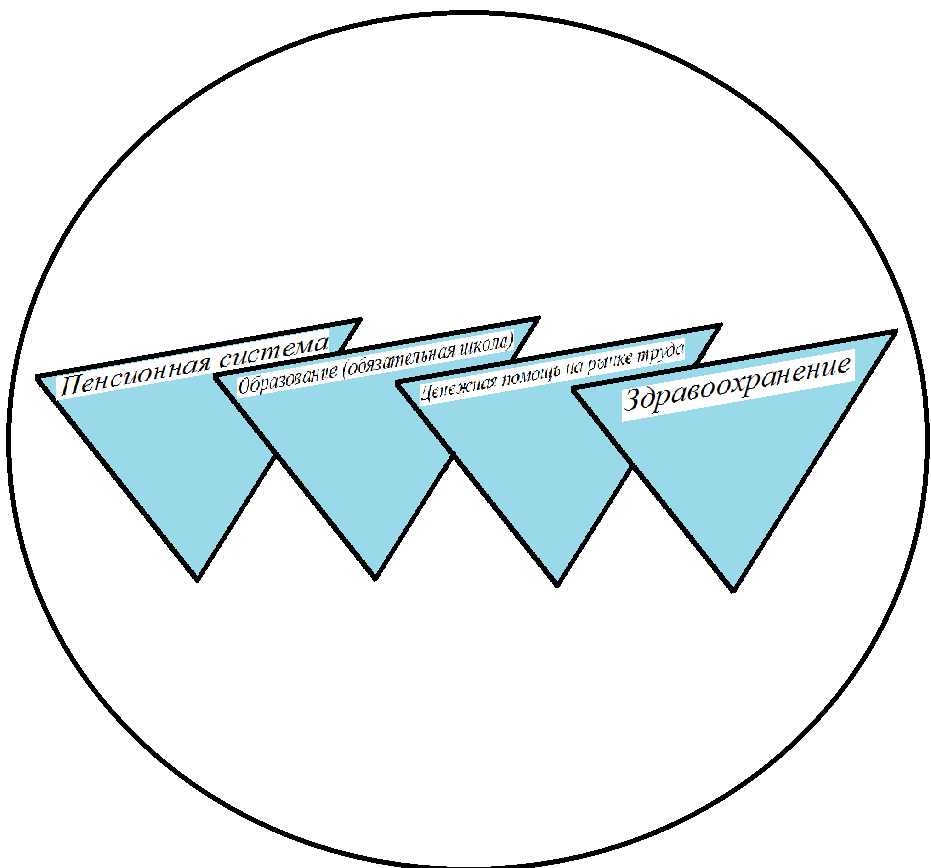 Пенсионная система
Образование (обязательная школа)
Денежная помощь на рынке труда
Здравоохранение